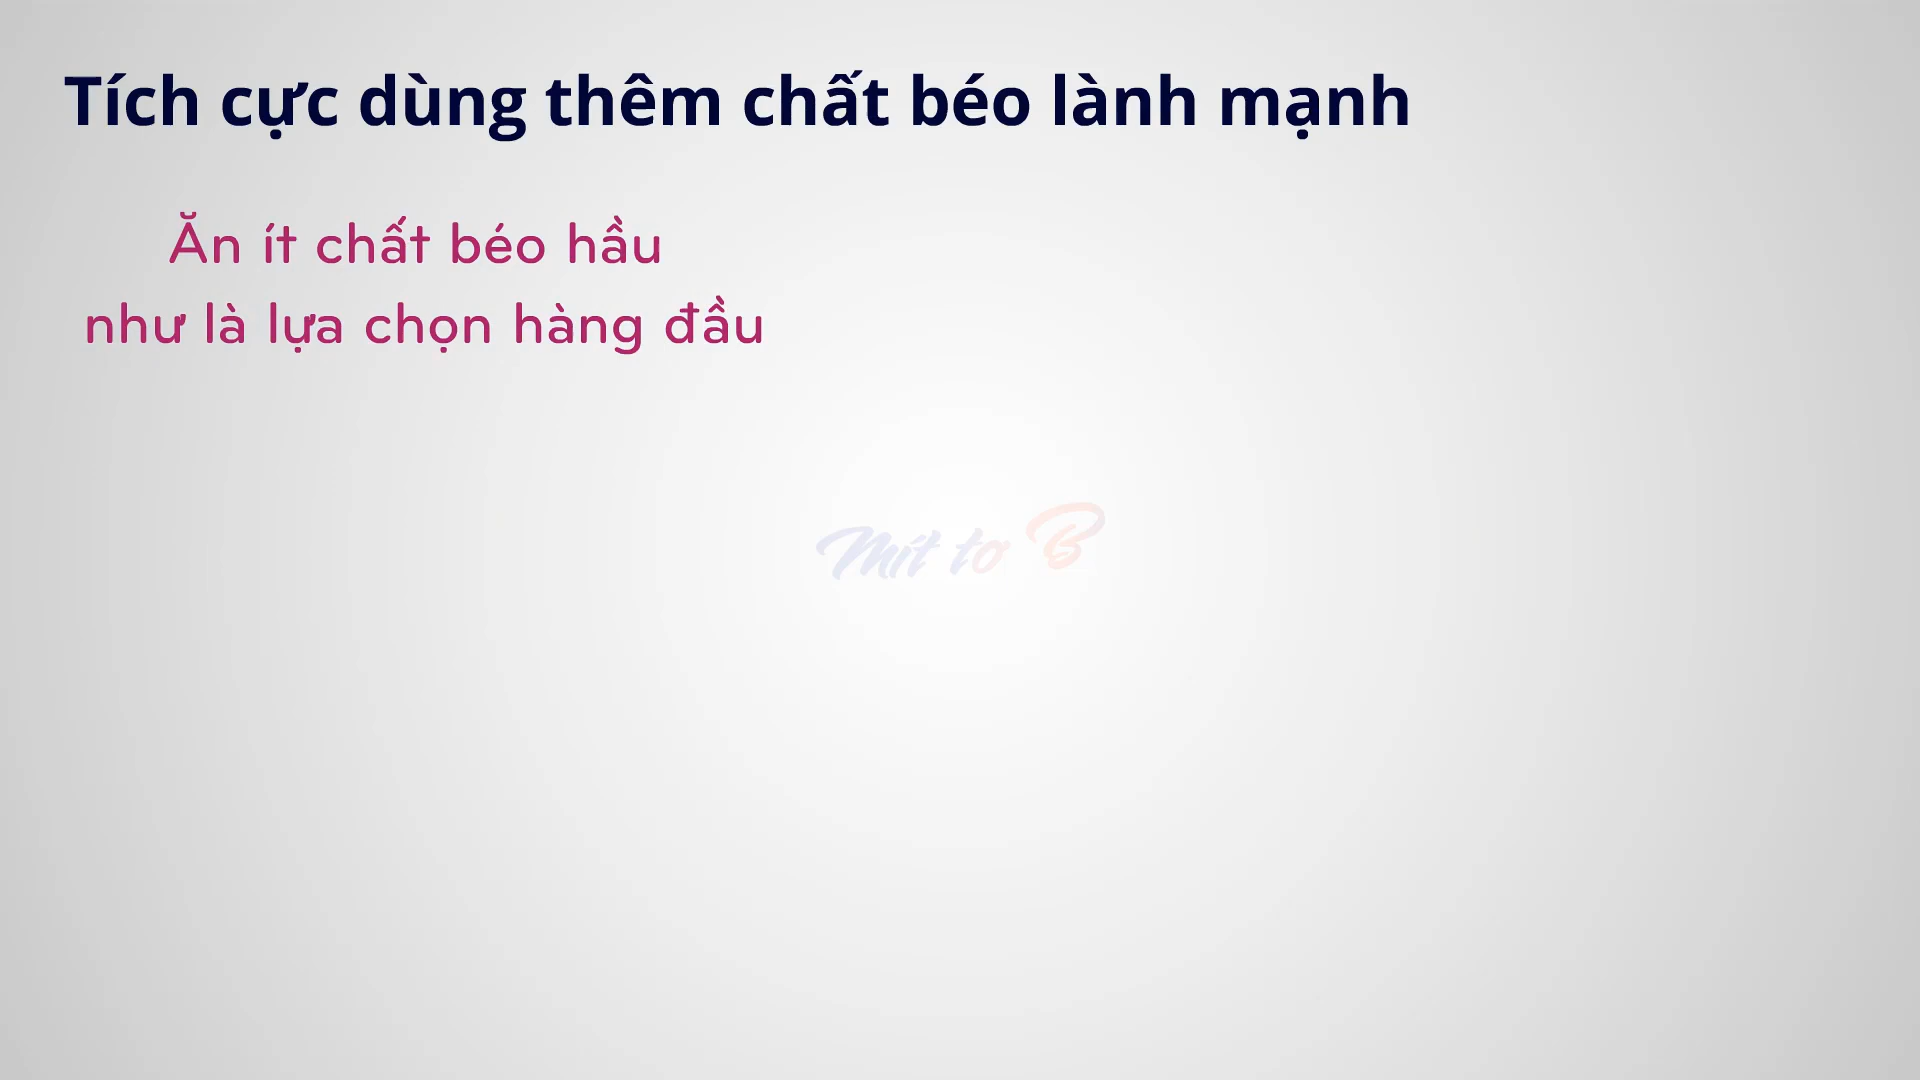 Tích cực dùng thêm chất béo lành mạnh
Ăn ít chất béo hầu
như là lựa chọn hàng đầu
Mít tơ B